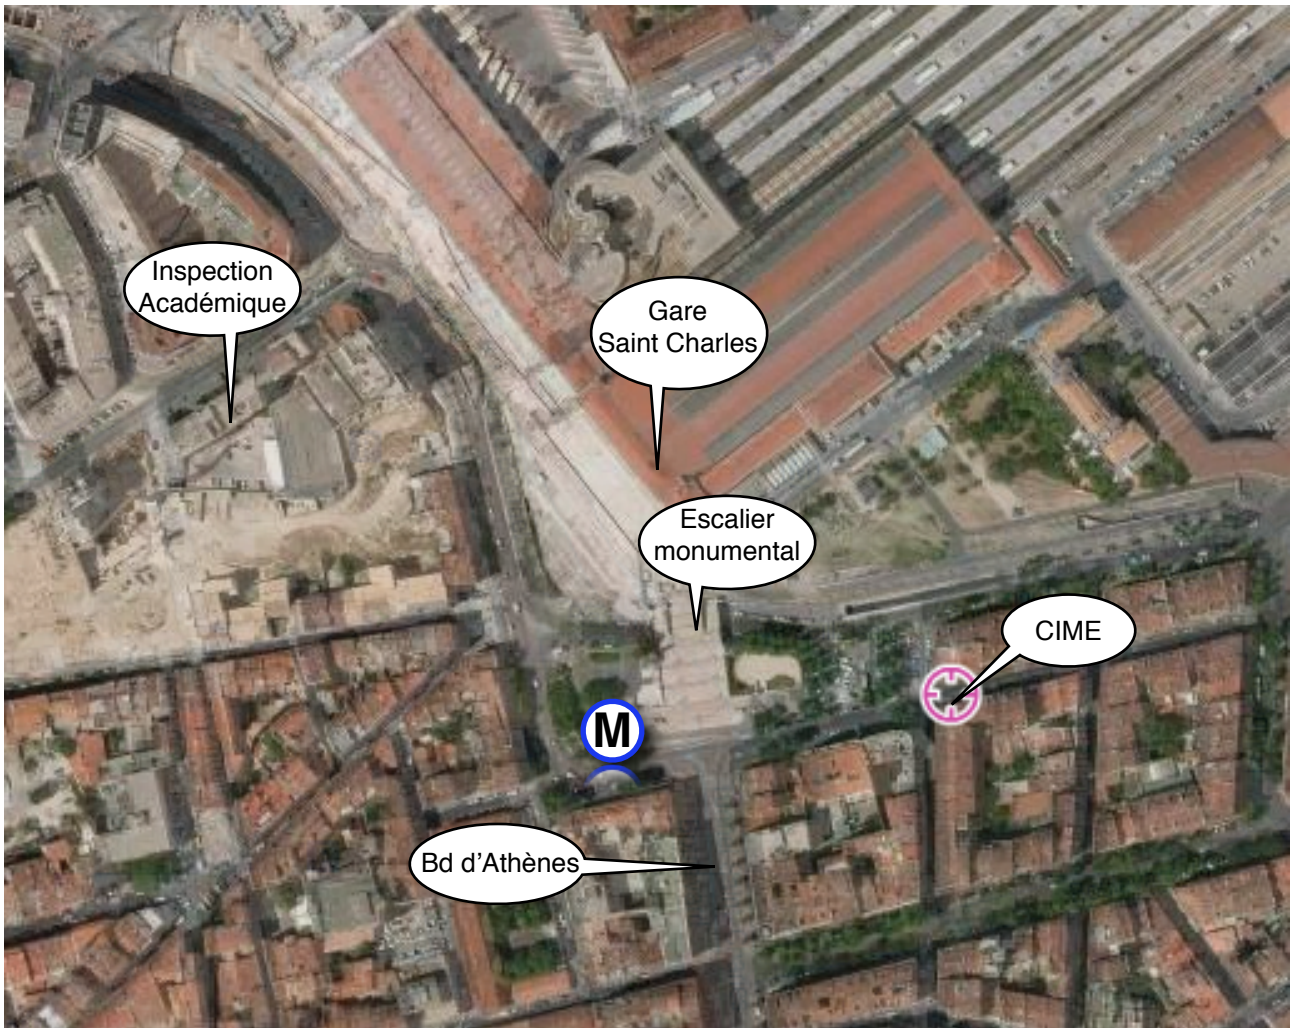 Inspection
Académique
Gare
Saint Charles
Escalier
monumental
CIME
M
Bd d'Athènes